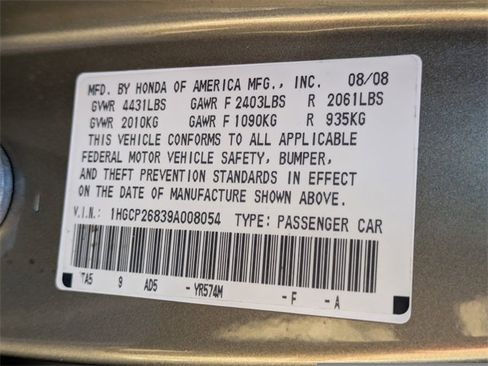 MFD. BY HONDA OF AMERICA MFG., INC. 08/08
GVWR 4431LBS GAWR F 2403LBS R 2061LBS
GVWR 2010KG GAWR F 1090KG R 935KG
THIS VEHICLE CONFORMS TO ALL APPLICABLE
FEDERAL MOTOR VEHICLE SAFETY, BUMPER,
AND THEFT PREVENTION STANDARDS IN EFFECT
ON THE DATE OF MANUFACTURE SHOWN ABOVE.
V.I.N.: 1HGCP26839A008054 TYPE: PASSENGER CAR
TA5 9 AD5 - YR574M -F -A